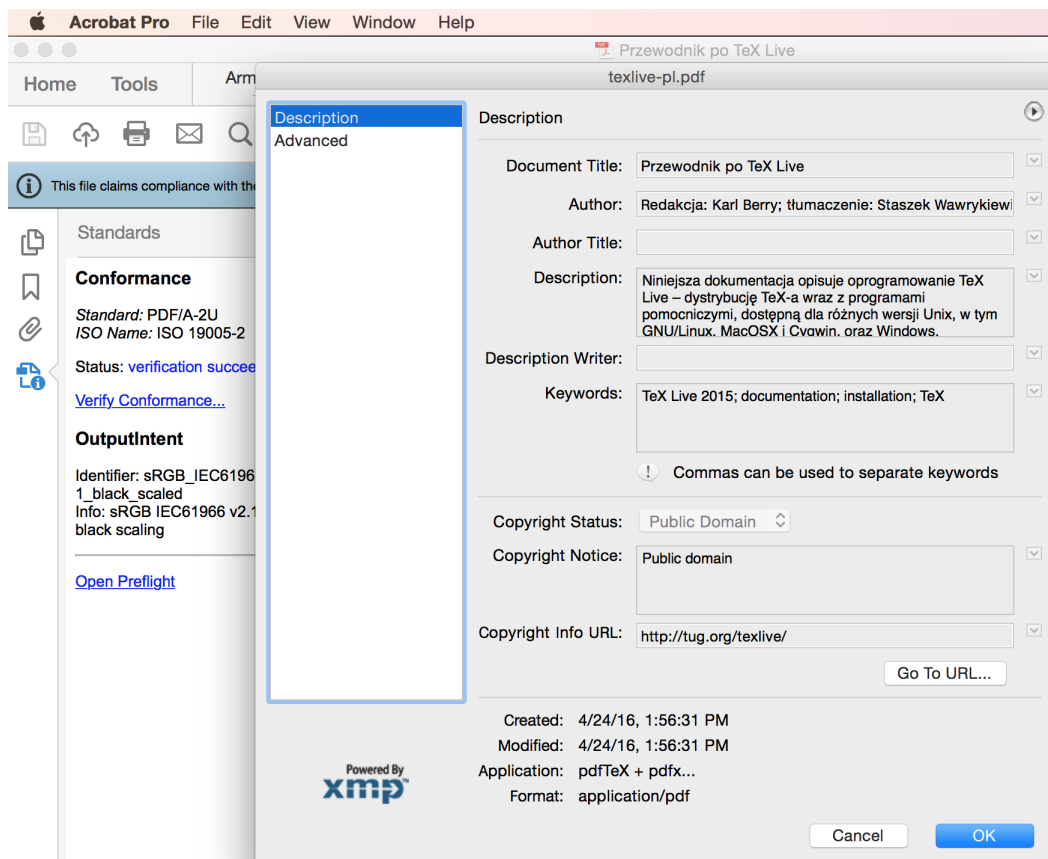 Acrobat Pro File Edit View Window Help
Przewodnik po TeX Live
Home Tools
texlive-pl.pdf
This file claims compliance with
Standards
Conformance
Standard: PDF/A-2U
ISO Name: ISO 19005-2
Status: verification
Verify Conformance...
OutputIntent
Identifier: sRGB_IEC6196
1_black_scaled
Info: sRGB IEC61966 v2.1
black scaling
Open Preflight
Description
Advanced
Description
Document Title: Przewodnik po TeX Live
Author: Redakcja: Karl Berry; tłumaczenie: Staszek Wawrykiewi
Author Title:
Description: Niniejsza dokumentacja opisuje oprogramowanie TeX
Live – dystrybucję TeX-a wraz z programami
pomocniczymi, dostępną dla różnych wersji Unix, w tym
GNU/Linux, MacOSX i Cygwin, oraz Windows.
Description Writer:
Keywords: TeX Live 2015; documentation; installation; TeX
! Commas can be used to separate keywords
Copyright Status: Public Domain
Copyright Notice: Public domain
Copyright Info URL: http://tug.org/texlive/
Go To URL...
Created: 4/24/16, 1:56:31 PM
Modified: 4/24/16, 1:56:31 PM
Application: pdfTeX + pdfx...
Format: application/pdf
Powered By
xmp™
Cancel OK